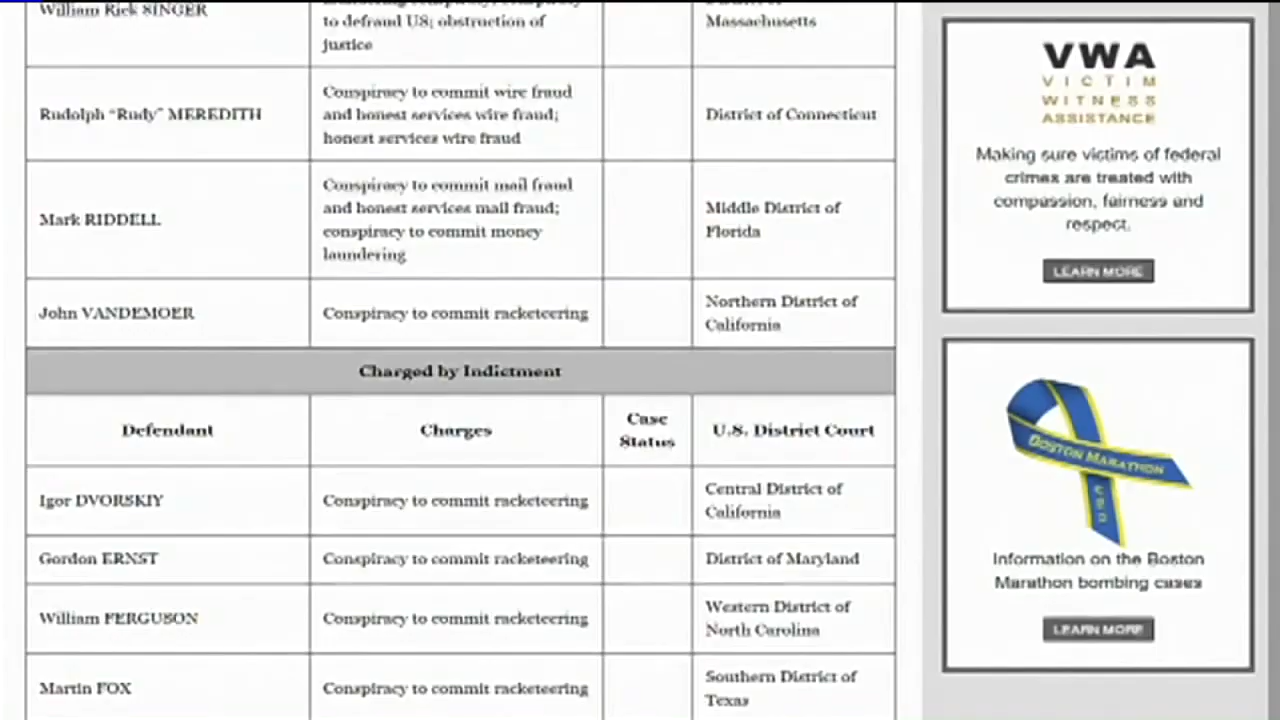 William Rick SINGER
to defraud US; obstruction of
justice
Massachusetts
Rudolph “Rudy” MEREDITH
Conspiracy to commit wire fraud
and honest services wire fraud;
honest services wire fraud
District of Connecticut
Mark RIDDELL
Conspiracy to commit mail fraud
and honest services mail fraud;
conspiracy to commit money
laundering
Middle District of
Florida
John VANDEMOER
Conspiracy to commit racketeering
Northern District of
California
Charged by Indictment
Defendant
Charges
Case
Status
U.S. District Court
Igor DVORSKIY
Conspiracy to commit racketeering
Central District of
California
Gordon ERNST
Conspiracy to commit racketeering
District of Maryland
William FERGUSON
Conspiracy to commit racketeering
Western District of
North Carolina
Martin FOX
Conspiracy to commit racketeering
Southern District of
Texas
VWA
VICTIM
WITNESS
ASSISTANCE
Making sure victims of federal
crimes are treated with
compassion, fairness and
respect.
LEARN MORE
BOSTON MARATHON
Information on the Boston
Marathon bombing cases
LEARN MORE